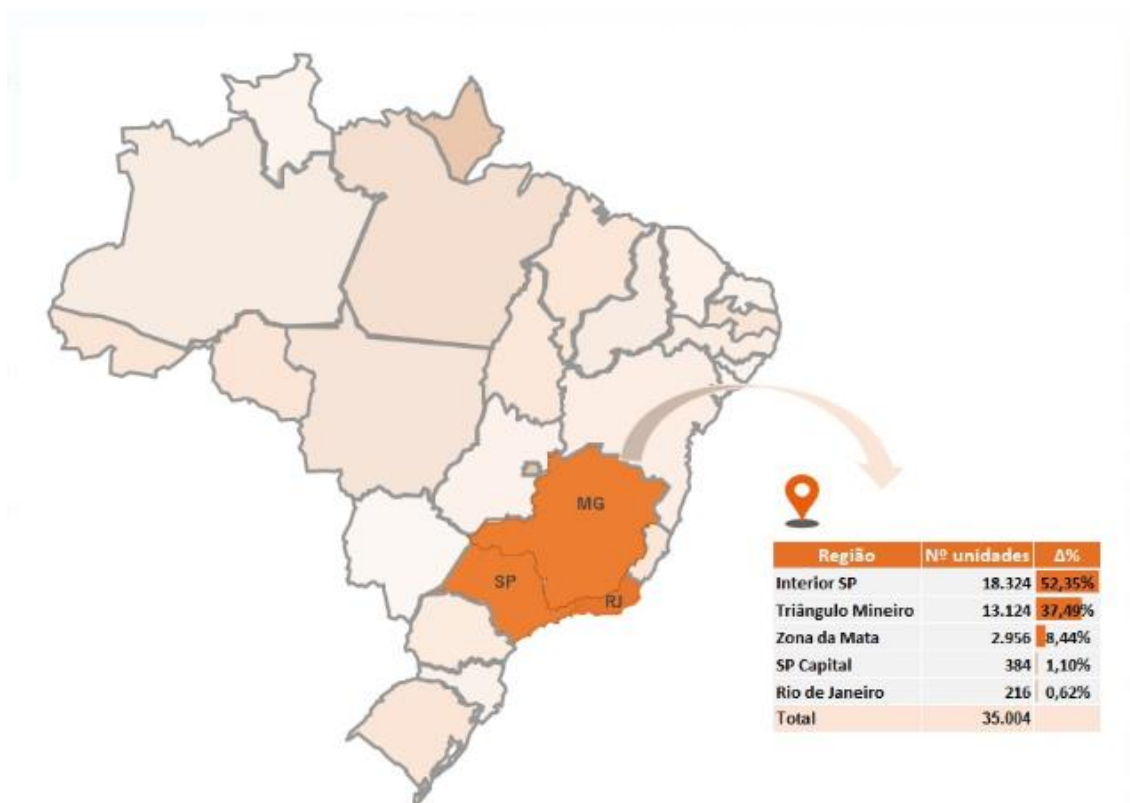 MG
SP
RJ
Região Nº unidades Δ%
Interior SP 18.324 52,35%
Triângulo Mineiro 13.124 37,49%
Zona da Mata 2.956 8,44%
SP Capital 384 1,10%
Rio de Janeiro 216 0,62%
Total 35.004